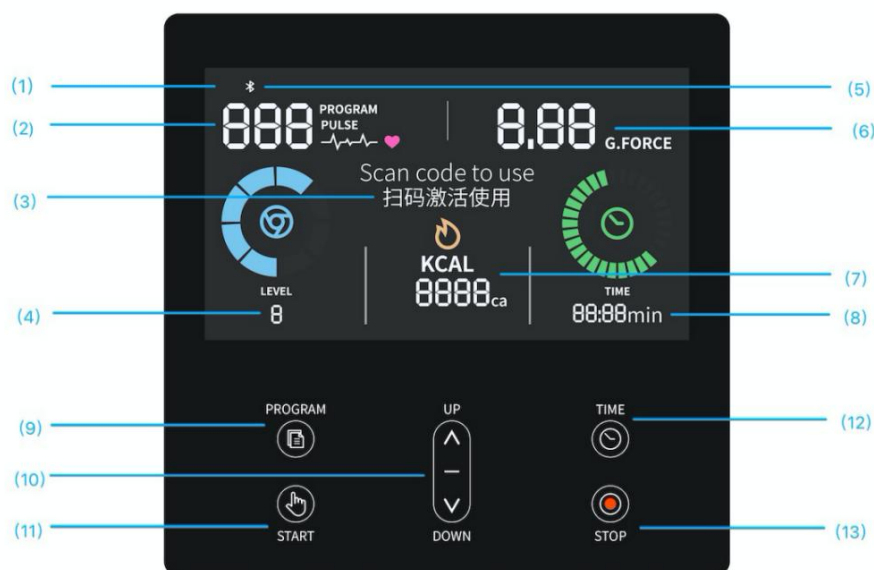 (1)
(5)
(2)
888
PROGRAM
PULSE
8.88
G.FORCE
(6)
Scan code to use
(3)
扫码激活使用
KCAL
(7)
8888ca
LEVEL
TIME
(4)
8
88:88min
(8)
PROGRAM
UP
TIME
(9)
(12)
(10)
(11)
START
DOWN
STOP
(13)